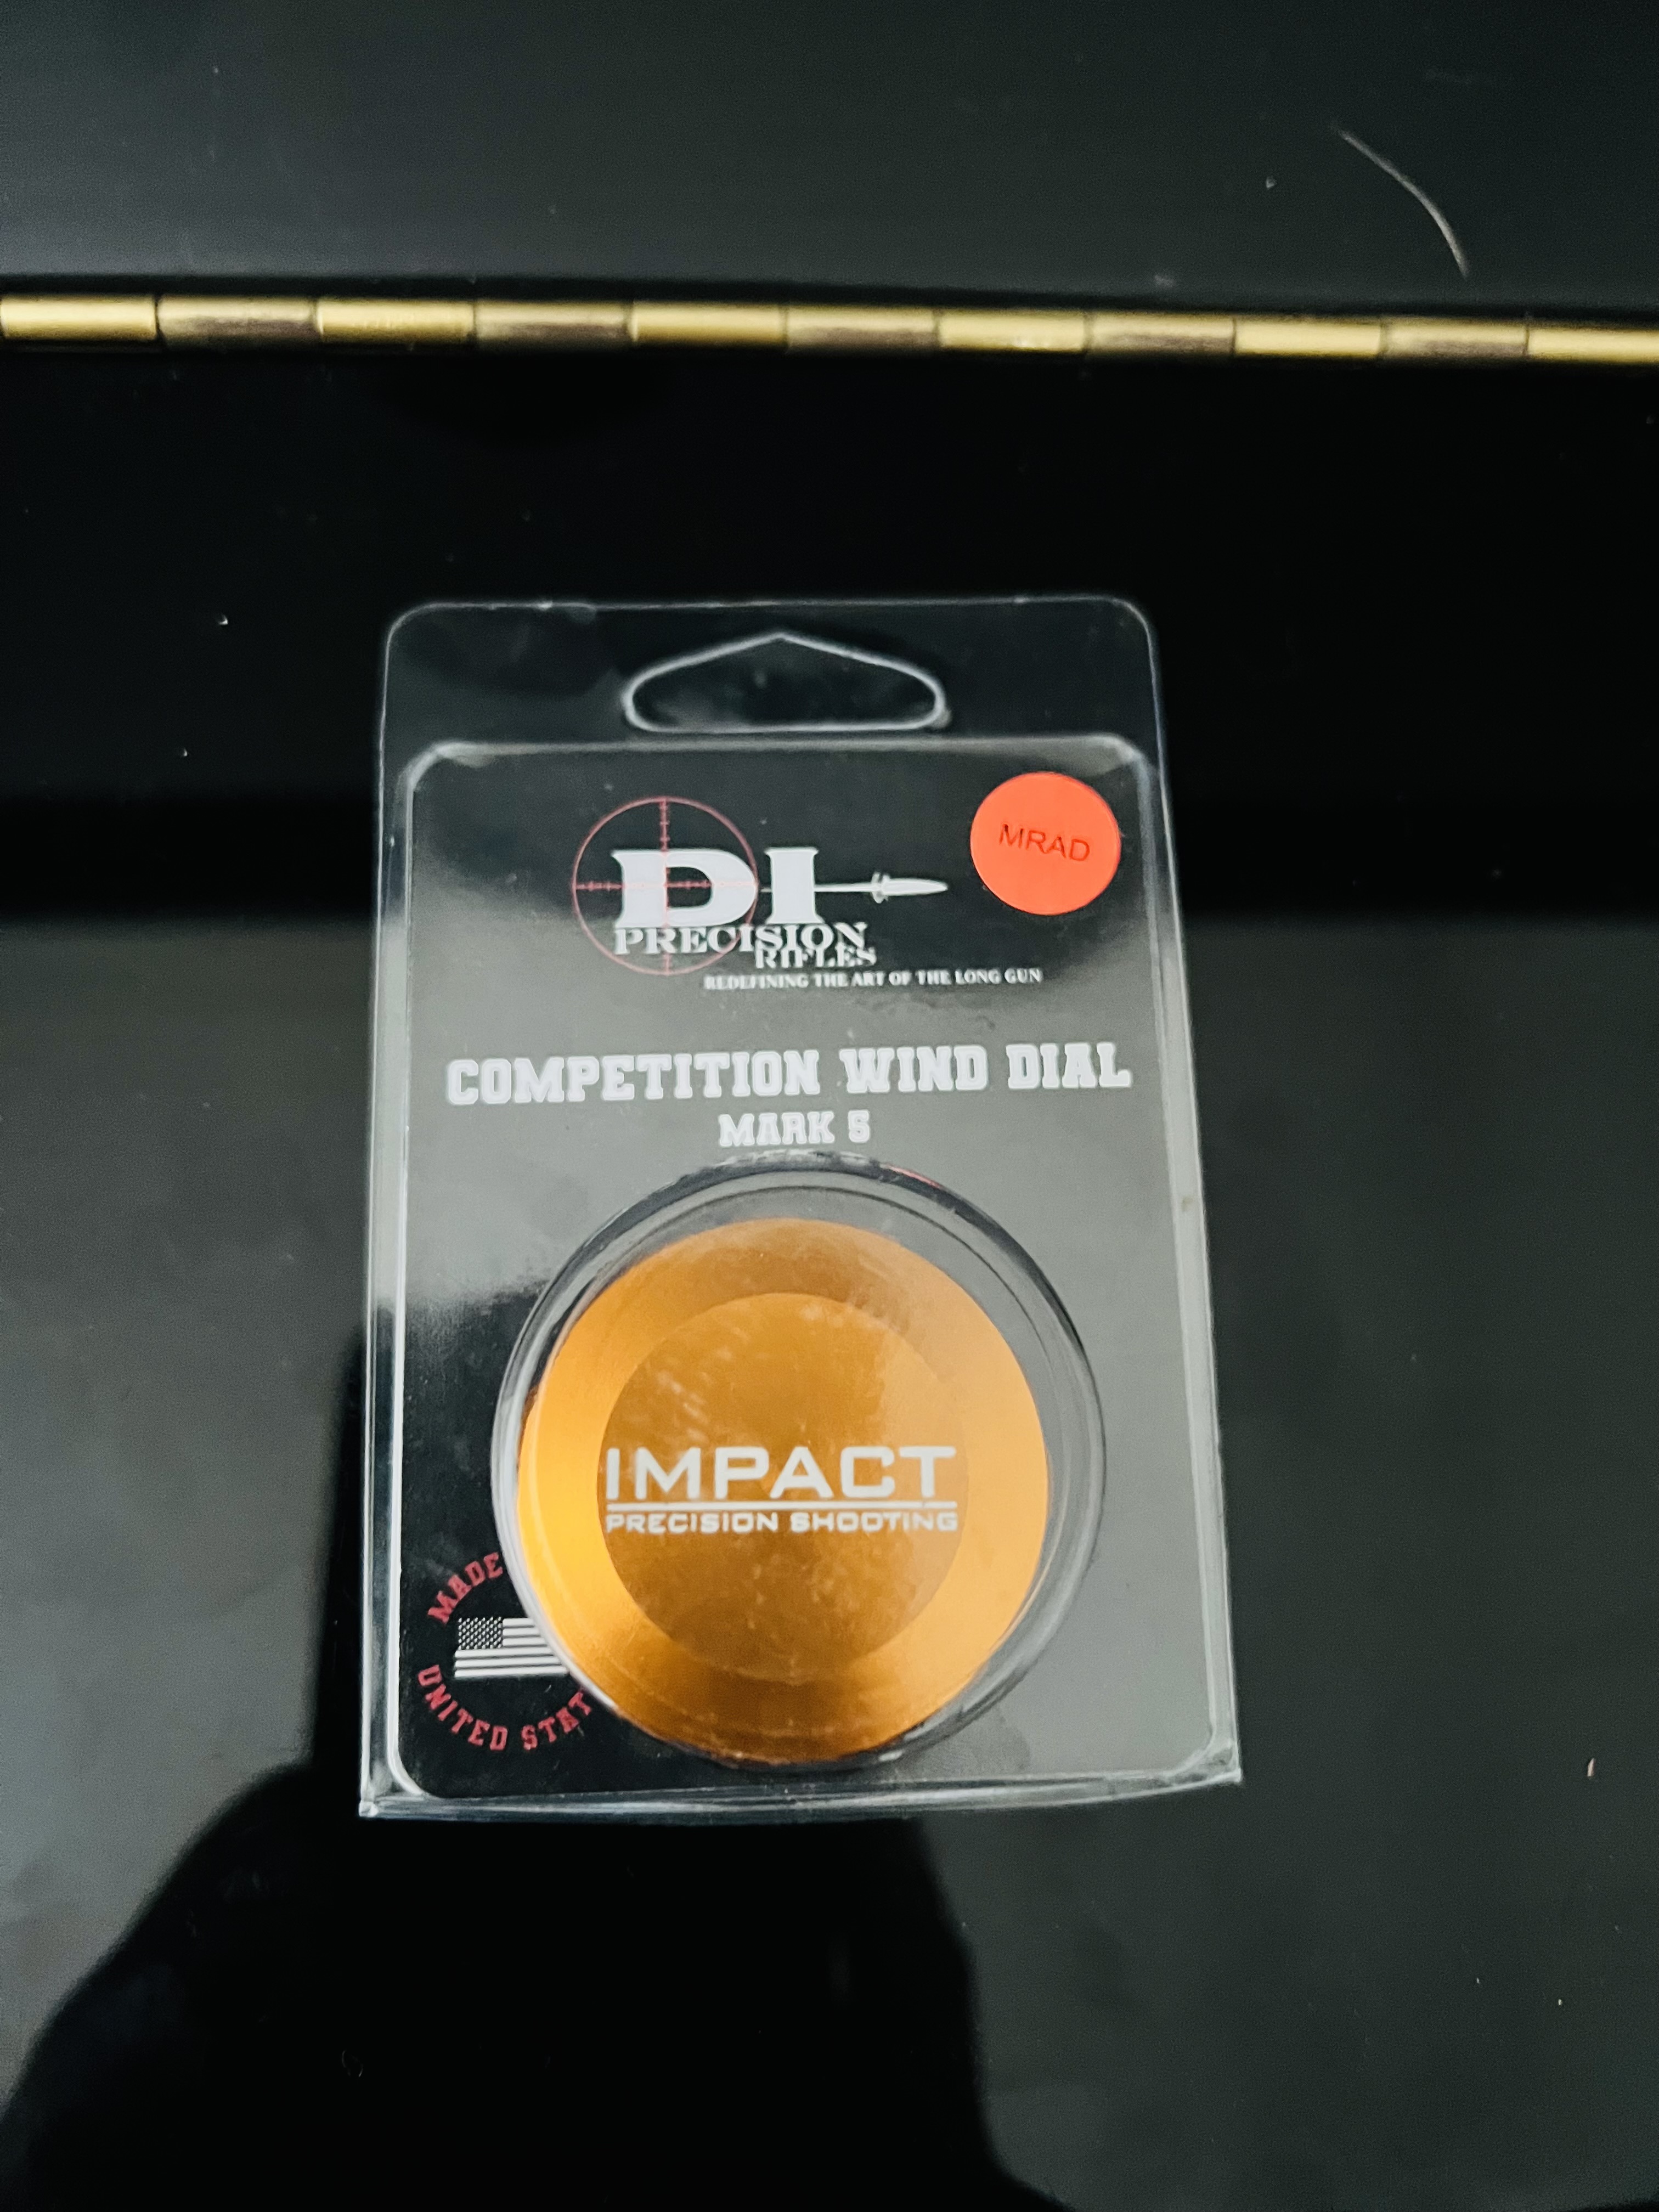 MRAD
DI
PRECISION
RIFLES
REDEFINING THE ART OF THE LONG GUN
COMPETITION WIND DIAL
MARK 5
IMPACT
PRECISION SHOOTING
MADE
UNITED STAT